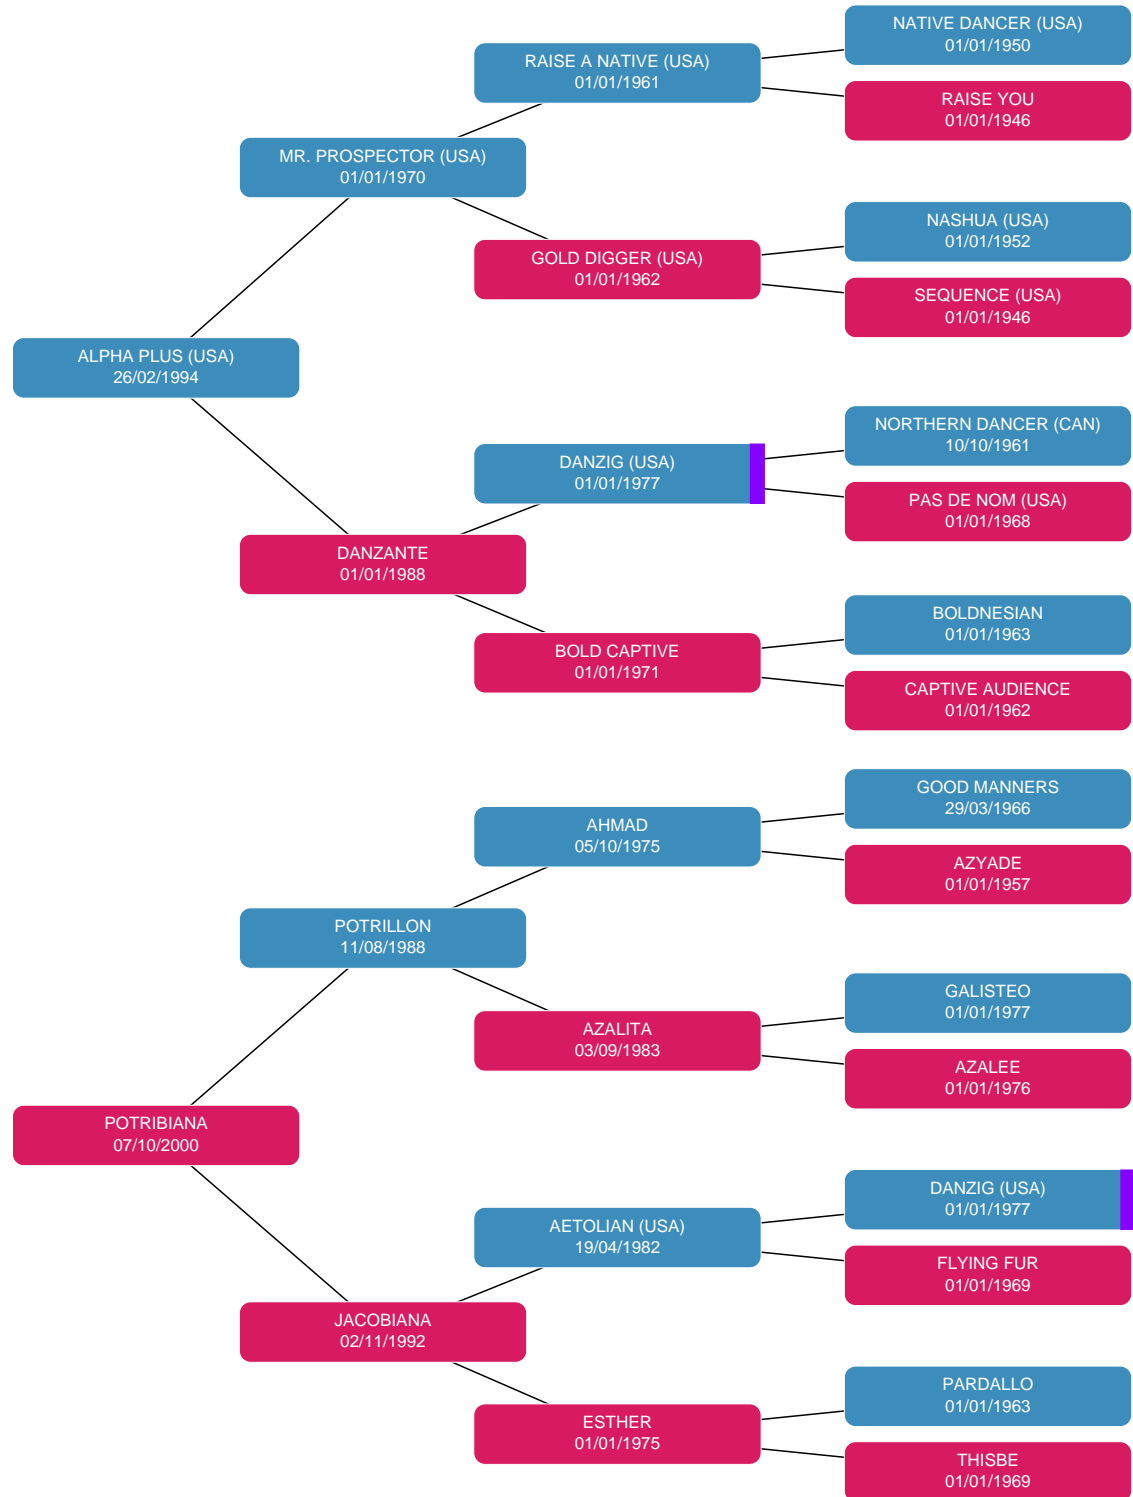 NATIVE DANCER (USA)
01/01/1950
RAISE A NATIVE (USA)
01/01/1961
RAISE YOU
01/01/1946
MR. PROSPECTOR (USA)
01/01/1970
NASHUA (USA)
01/01/1952
GOLD DIGGER (USA)
01/01/1962
SEQUENCE (USA)
01/01/1946
ALPHA PLUS (USA)
26/02/1994
NORTHERN DANCER (CAN)
10/10/1961
DANZIG (USA)
01/01/1977
PAS DE NOM (USA)
01/01/1968
DANZANTE
01/01/1988
BOLDNESIAN
01/01/1963
BOLD CAPTIVE
01/01/1971
CAPTIVE AUDIENCE
01/01/1962
GOOD MANNERS
29/03/1966
AHMAD
05/10/1975
AZYADE
01/01/1957
POTRILLON
11/08/1988
GALISTEO
01/01/1977
AZALITA
03/09/1983
AZALEE
01/01/1976
POTRIBIANA
07/10/2000
DANZIG (USA)
01/01/1977
AETOLIAN (USA)
19/04/1982
FLYING FUR
01/01/1969
JACOBIANA
02/11/1992
PARDALLO
01/01/1963
ESTHER
01/01/1975
THISBE
01/01/1969